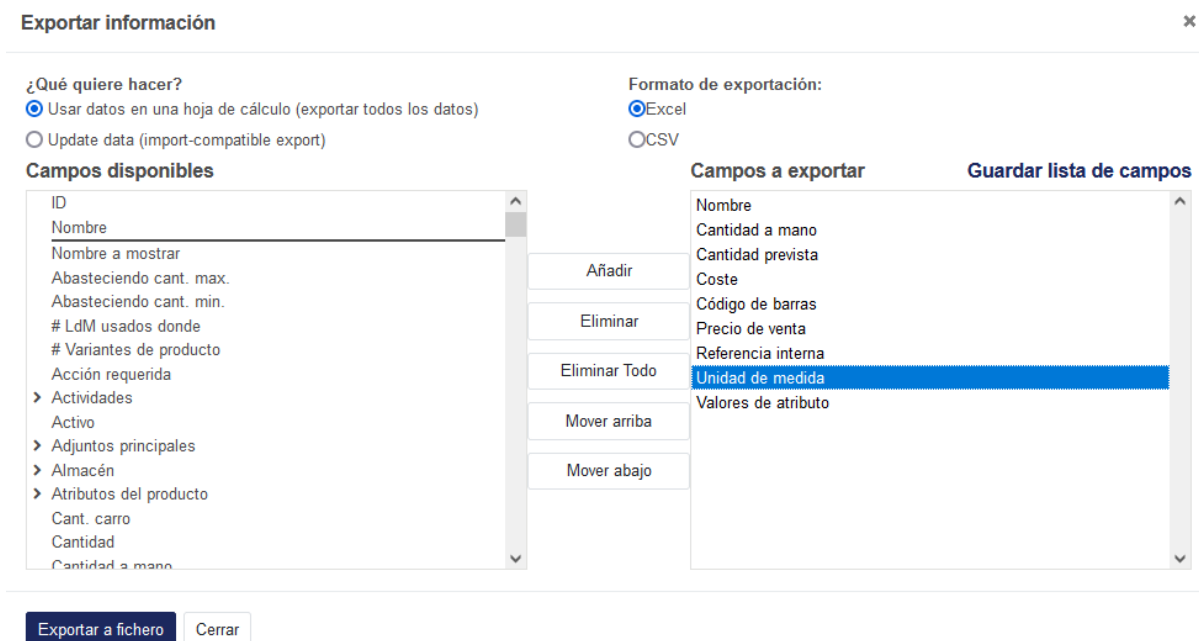 Exportar información
×
¿Qué quiere hacer?
Usar datos en una hoja de cálculo (exportar todos los datos)
Update data (import-compatible export)
Formato de exportación:
Excel
CSV
Campos disponibles
ID
Nombre
Nombre a mostrar
Abasteciendo cant. max.
Abasteciendo cant. min.
# LdM usados donde
# Variantes de producto
Acción requerida
Actividades
Activo
Adjuntos principales
Almacén
Atributos del producto
Cant. carro
Cantidad
Cantidad a mano
Añadir
Eliminar
Eliminar Todo
Mover arriba
Mover abajo
Campos a exportar
Guardar lista de campos
Nombre
Cantidad a mano
Cantidad prevista
Coste
Código de barras
Precio de venta
Referencia interna
Unidad de medida
Valores de atributo
Exportar a fichero
Cerrar